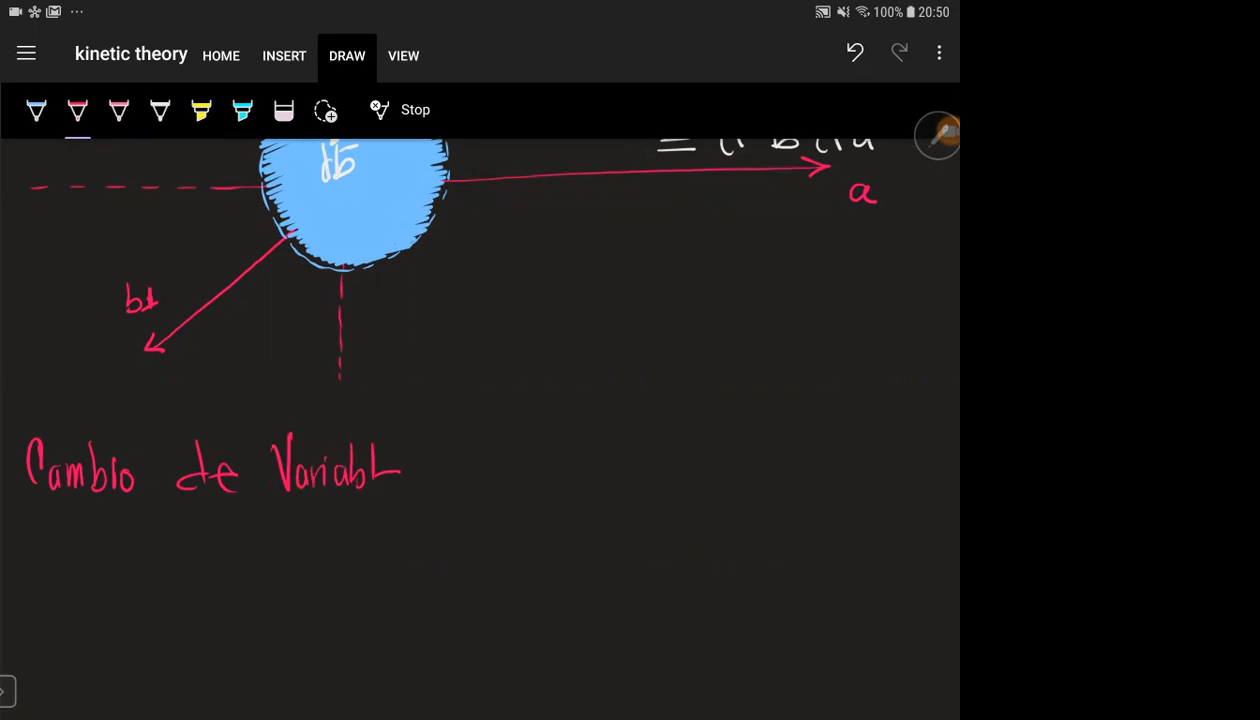 100% 20:50
kinetic theory HOME INSERT DRAW VIEW
Stop
a
Cambio de Variabl